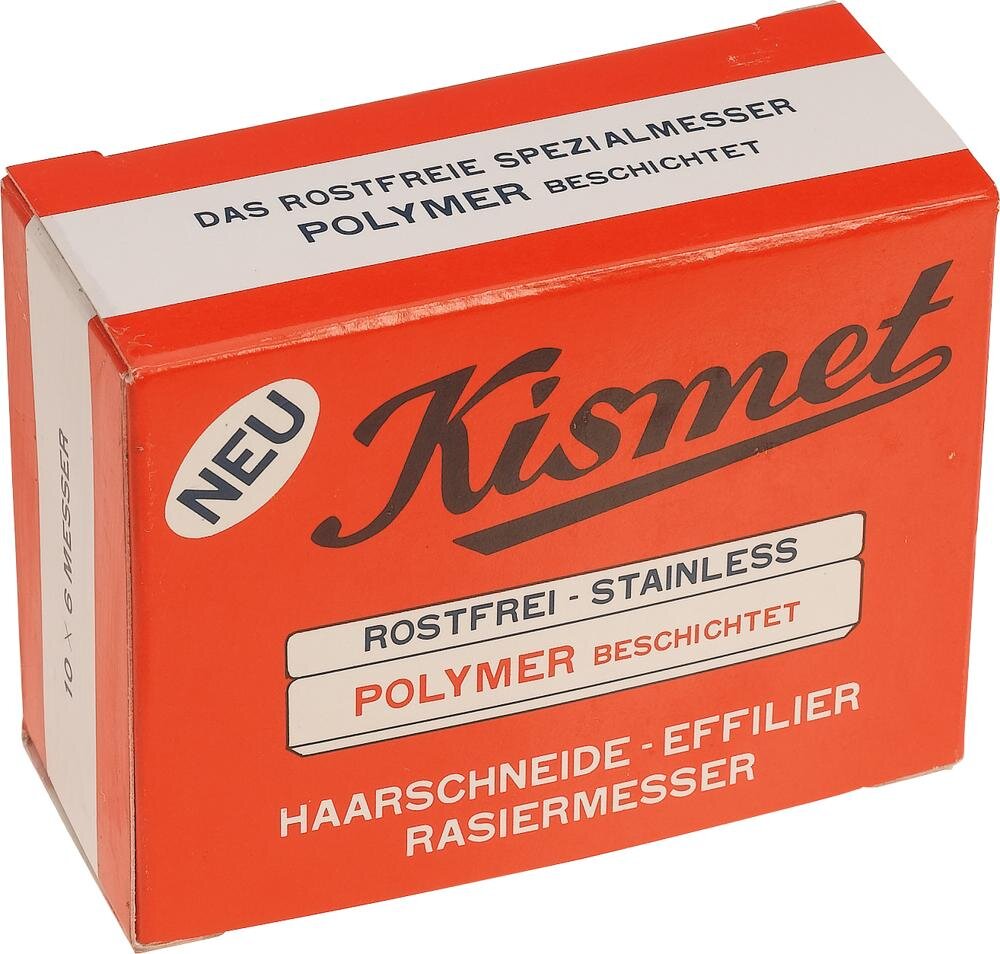 DAS ROSTFREIE SPEZIALMESSER
POLYMER BESCHICHTET
NEU
Kismet
ROSTFREI - STAINLESS
POLYMER BESCHICHTET
HAARSCHNEIDE - EFFILIER
RASIERMESSER
10 × 6 MESSER